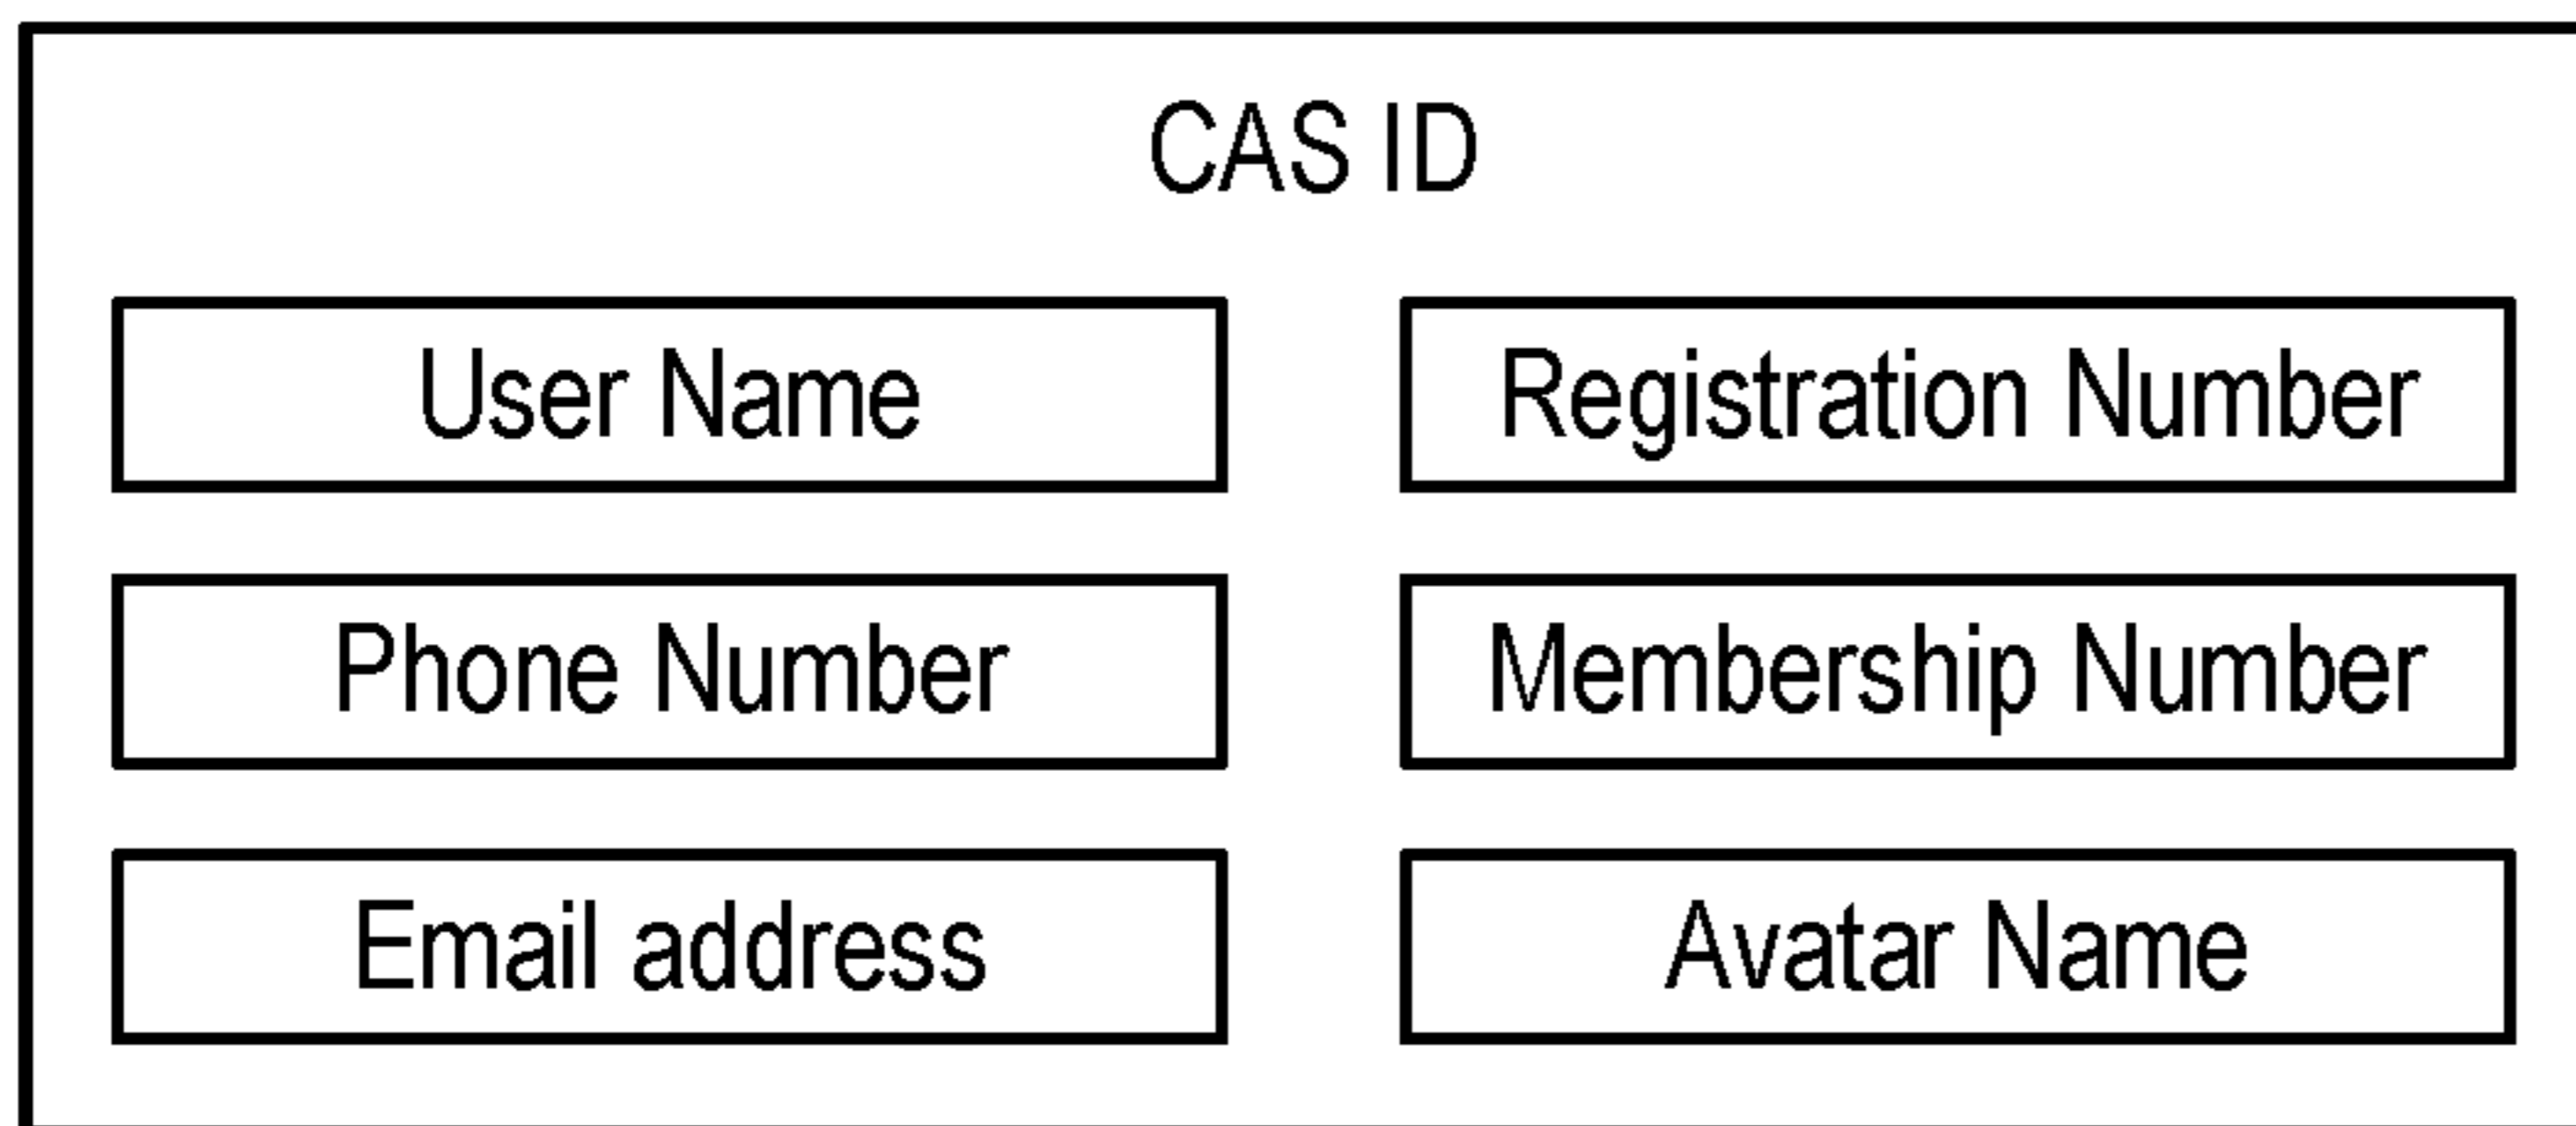 CAS ID
User Name
Registration Number
Phone Number
Membership Number
Email address
Avatar Name